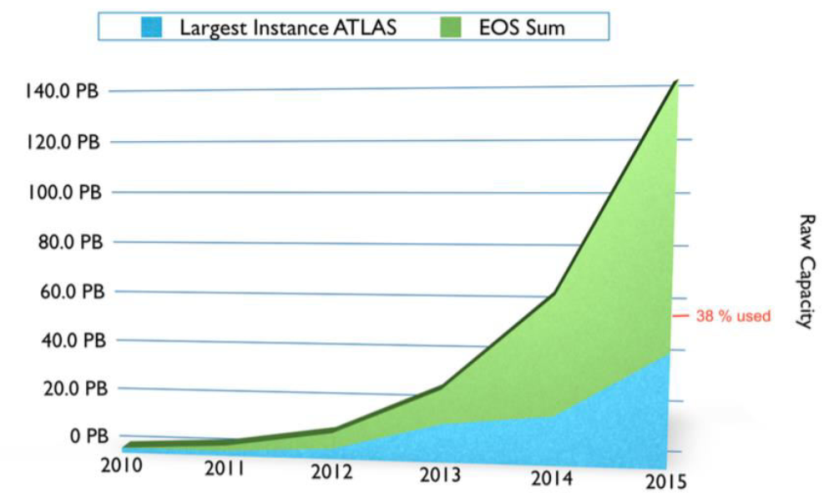 Largest Instance ATLAS EOS Sum
140.0 PB
120.0 PB
100.0 PB
80.0 PB
60.0 PB
40.0 PB
20.0 PB
0 PB
2010 2011 2012 2013 2014 2015
38 % used
Raw Capacity